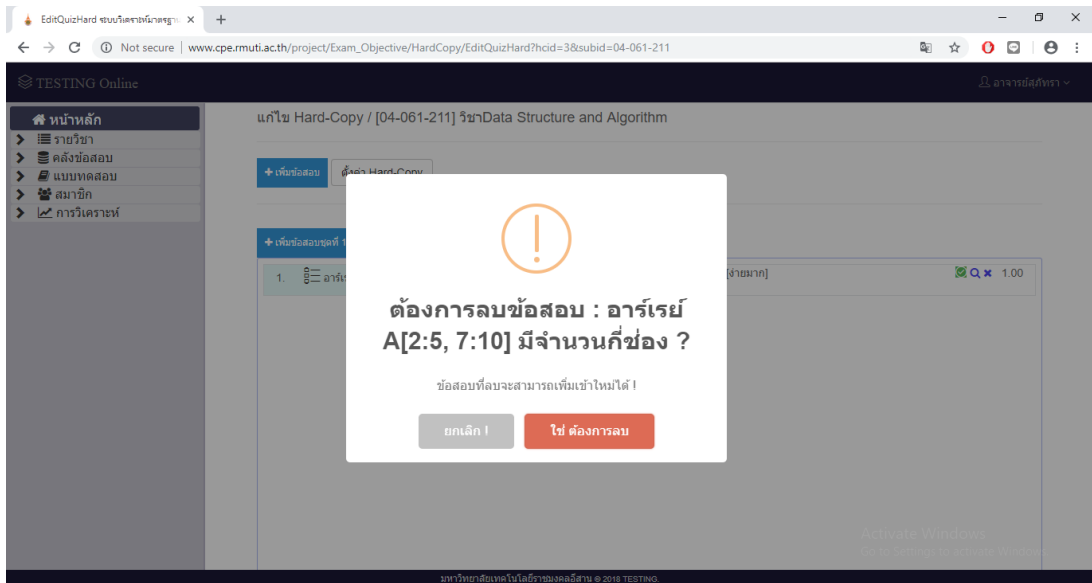 EditQuizHard ระบบวิเคราะห์มาตรฐาน
Not secure | www.cpe.rmuti.ac.th/project/Exam_Objective/HardCopy/EditQuizHard?hcid=3&subid=04-061-211
TESTING Online
อาจารย์สุภัทรา
หน้าหลัก
รายวิชา
คลังข้อสอบ
แบบทดสอบ
สมาชิก
การวิเคราะห์
แก้ไข Hard-Copy / [04-061-211] วิชาData Structure and Algorithm
+ เพิ่มข้อสอบ
ตั้งค่า Hard-Copy
+ เพิ่มข้อสอบชุดที่ 1
1. อาร์เร
[ง่ายมาก]
1.00
ต้องการลบข้อสอบ : อาร์เรย์
A[2:5, 7:10] มีจำนวนกี่ช่อง ?
ข้อสอบที่ลบจะสามารถเพิ่มเข้าใหม่ได้ !
ยกเลิก !
ใช่ ต้องการลบ
Activate Windows
Go to Settings to activate Windows.
มหาวิทยาลัยเทคโนโลยีราชมงคลอีสาน © 2018 TESTING.